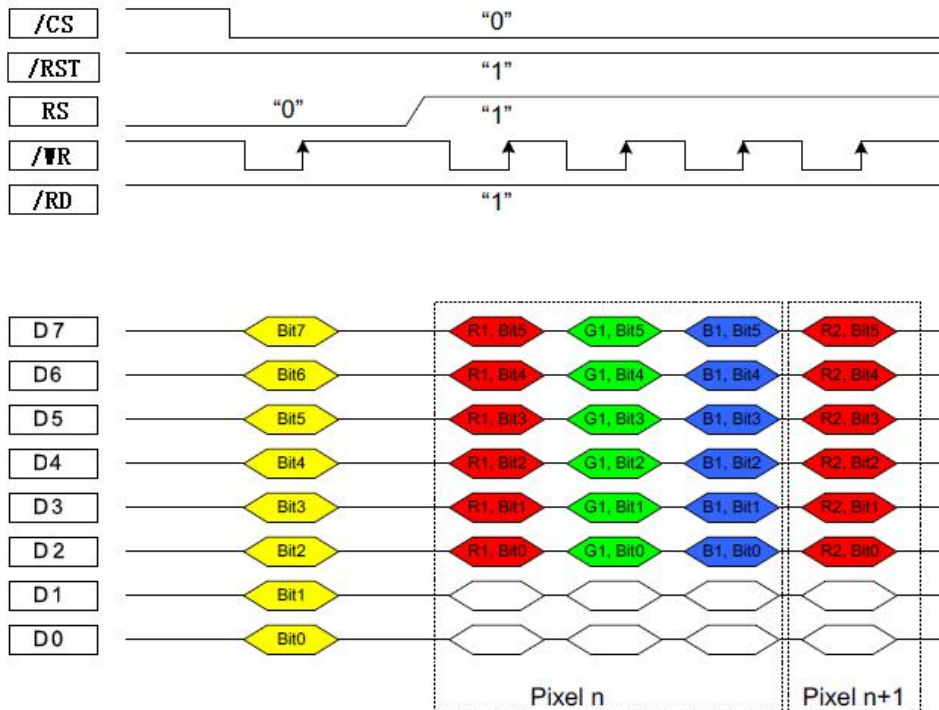 /CS "0"
/RST "1"
RS "0" "1"
/WR
/RD "1"
D7 Bit7 R1, Bit5 G1, Bit5 B1, Bit5 R2, Bit5
D6 Bit6 R1, Bit4 G1, Bit4 B1, Bit4 R2, Bit4
D5 Bit5 R1, Bit3 G1, Bit3 B1, Bit3 R2, Bit3
D4 Bit4 R1, Bit2 G1, Bit2 B1, Bit2 R2, Bit2
D3 Bit3 R1, Bit1 G1, Bit1 B1, Bit1 R2, Bit1
D2 Bit2 R1, Bit0 G1, Bit0 B1, Bit0 R2, Bit0
D1 Bit1
D0 Bit0
Pixel n Pixel n+1